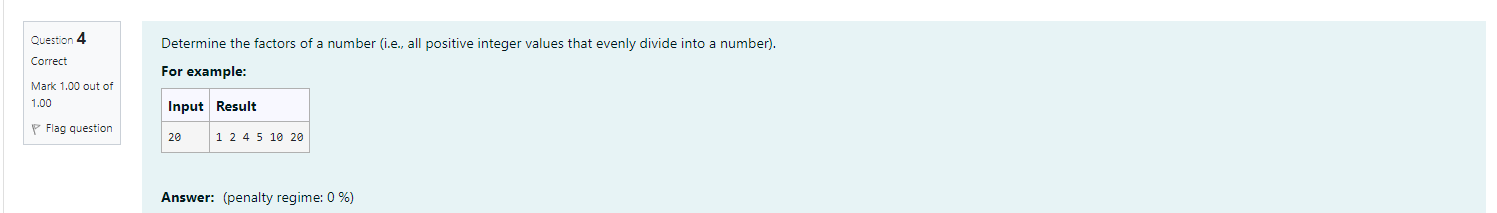 Question 4
Correct
Mark 1.00 out of
1.00
Flag question
Determine the factors of a number (i.e., all positive integer values that evenly divide into a number).
For example:
Input Result
20 1 2 4 5 10 20
Answer: (penalty regime: 0 %)